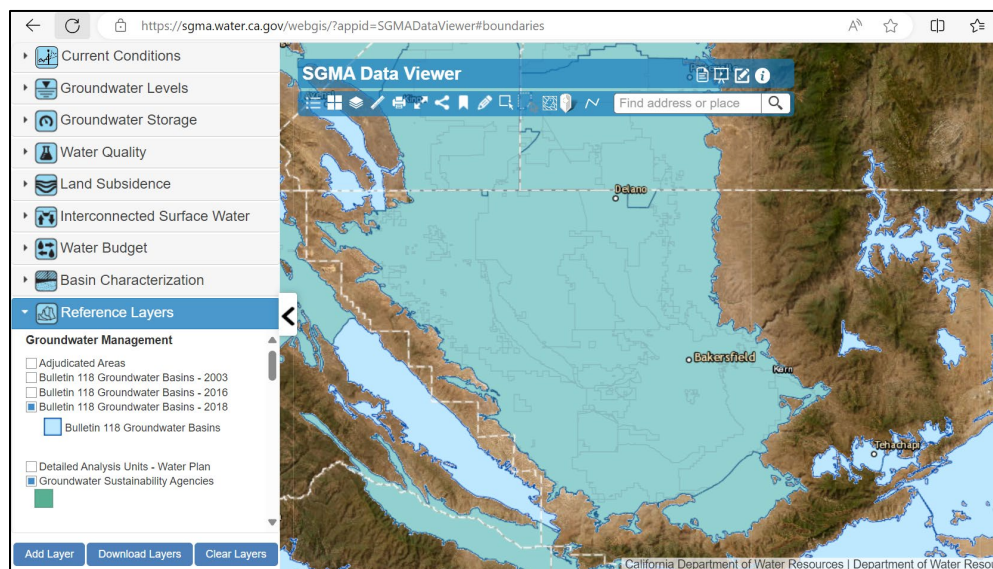 https://sgma.water.ca.gov/webgis/?appid=SGMADataViewer#boundaries
Current Conditions
Groundwater Levels
Groundwater Storage
Water Quality
Land Subsidence
Interconnected Surface Water
Water Budget
Basin Characterization
Reference Layers
Groundwater Management
Adjudicated Areas
Bulletin 118 Groundwater Basins - 2003
Bulletin 118 Groundwater Basins - 2016
Bulletin 118 Groundwater Basins - 2018
Bulletin 118 Groundwater Basins
Detailed Analysis Units - Water Plan
Groundwater Sustainability Agencies
Add Layer
Download Layers
Clear Layers
SGMA Data Viewer
Find address or place
Delano
Bakersfield
Kern
Tehachapi
California Department of Water Resources | Department of Water Resou